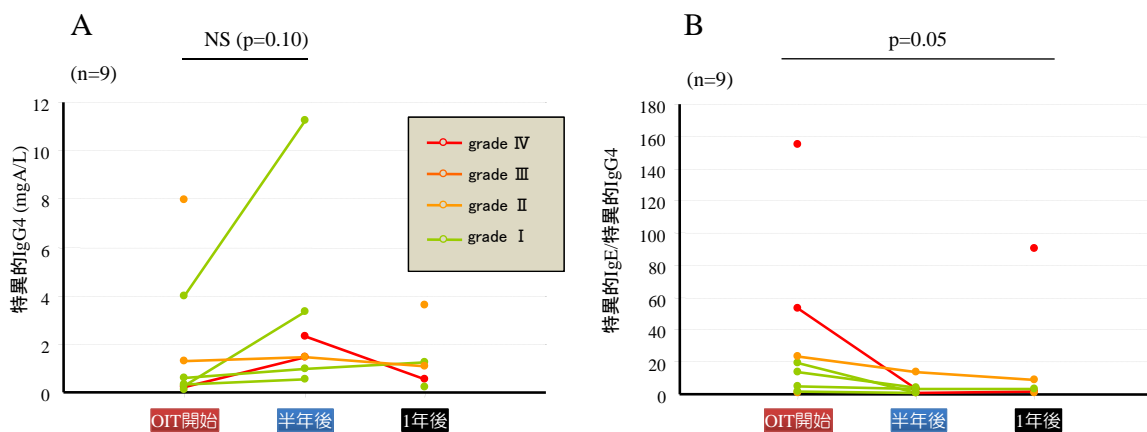 A
NS (p=0.10)
(n=9)
特異的IgG4 (mgA/L)
12
10
8
6
4
2
0
grade Ⅳ
grade Ⅲ
grade Ⅱ
grade Ⅰ
OIT開始
半年後
1年後
B
p=0.05
(n=9)
特異的IgE/特異的IgG4
180
160
140
120
100
80
60
40
20
0
OIT開始
半年後
1年後